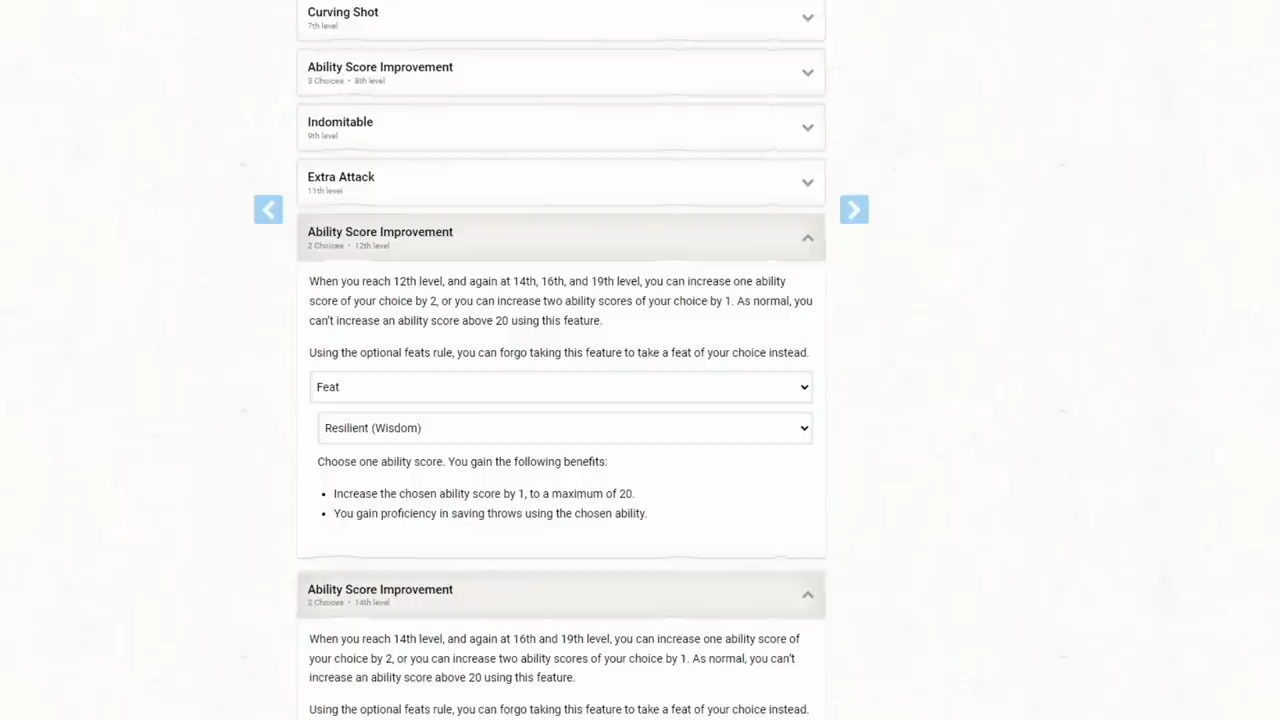 Curving Shot
7th level
Ability Score Improvement
3 Choices • 8th level
Indomitable
9th level
Extra Attack
11th level
Ability Score Improvement
2 Choices • 12th level
When you reach 12th level, and again at 14th, 16th, and 19th level, you can increase one ability
score of your choice by 2, or you can increase two ability scores of your choice by 1. As normal, you
can't increase an ability score above 20 using this feature.
Using the optional feats rule, you can forgo taking this feature to take a feat of your choice instead.
Feat
Resilient (Wisdom)
Choose one ability score. You gain the following benefits:
• Increase the chosen ability score by 1, to a maximum of 20.
• You gain proficiency in saving throws using the chosen ability.
Ability Score Improvement
2 Choices • 14th level
When you reach 14th level, and again at 16th and 19th level, you can increase one ability score of
your choice by 2, or you can increase two ability scores of your choice by 1. As normal, you can't
increase an ability score above 20 using this feature.
Using the optional feats rule, you can forgo taking this feature to take a feat of your choice instead.